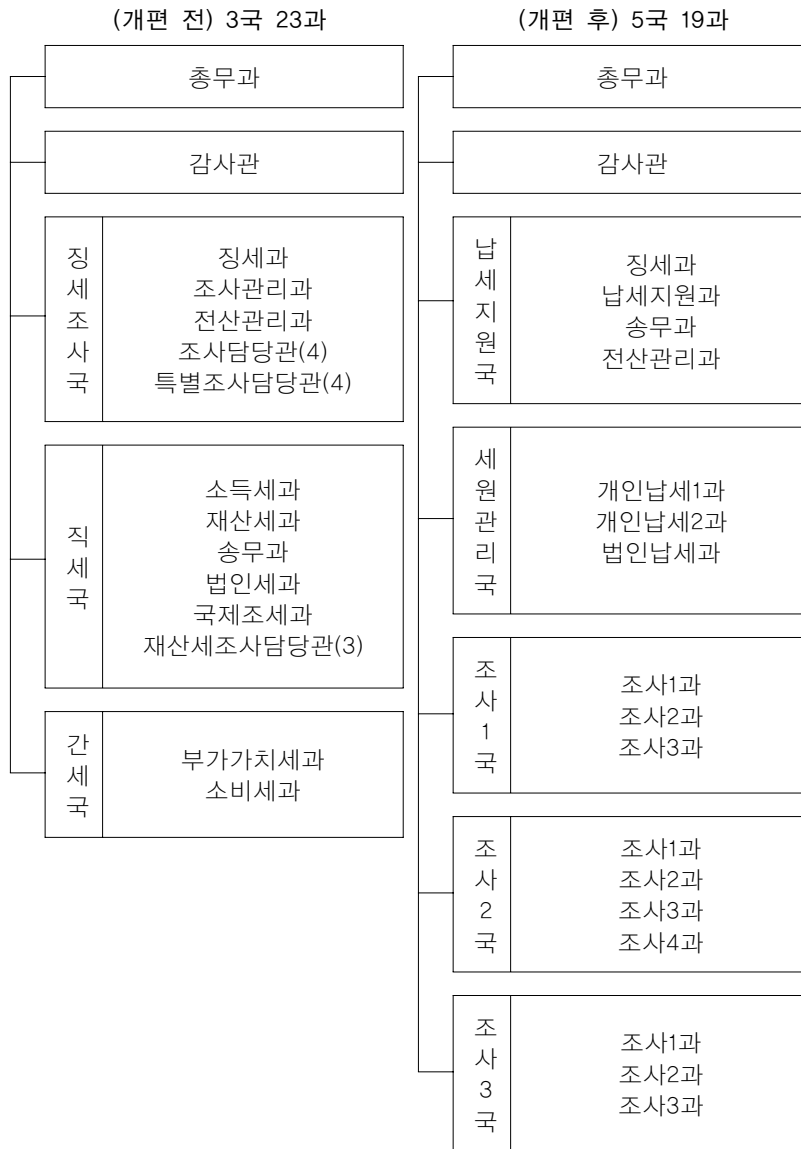 (개편 전) 3국 23과
총무과
감사관
징세조사국
징세과
조사관리과
전산관리과
조사담당관(4)
특별조사담당관(4)
직세국
소득세과
재산세과
송무과
법인세과
국제조세과
재산세조사담당관(3)
간세국
부가가치세과
소비세과
(개편 후) 5국 19과
총무과
감사관
납세지원국
징세과
납세지원과
송무과
전산관리과
세원관리국
개인납세1과
개인납세2과
법인납세과
조사1국
조사1과
조사2과
조사3과
조사2국
조사1과
조사2과
조사3과
조사4과
조사3국
조사1과
조사2과
조사3과